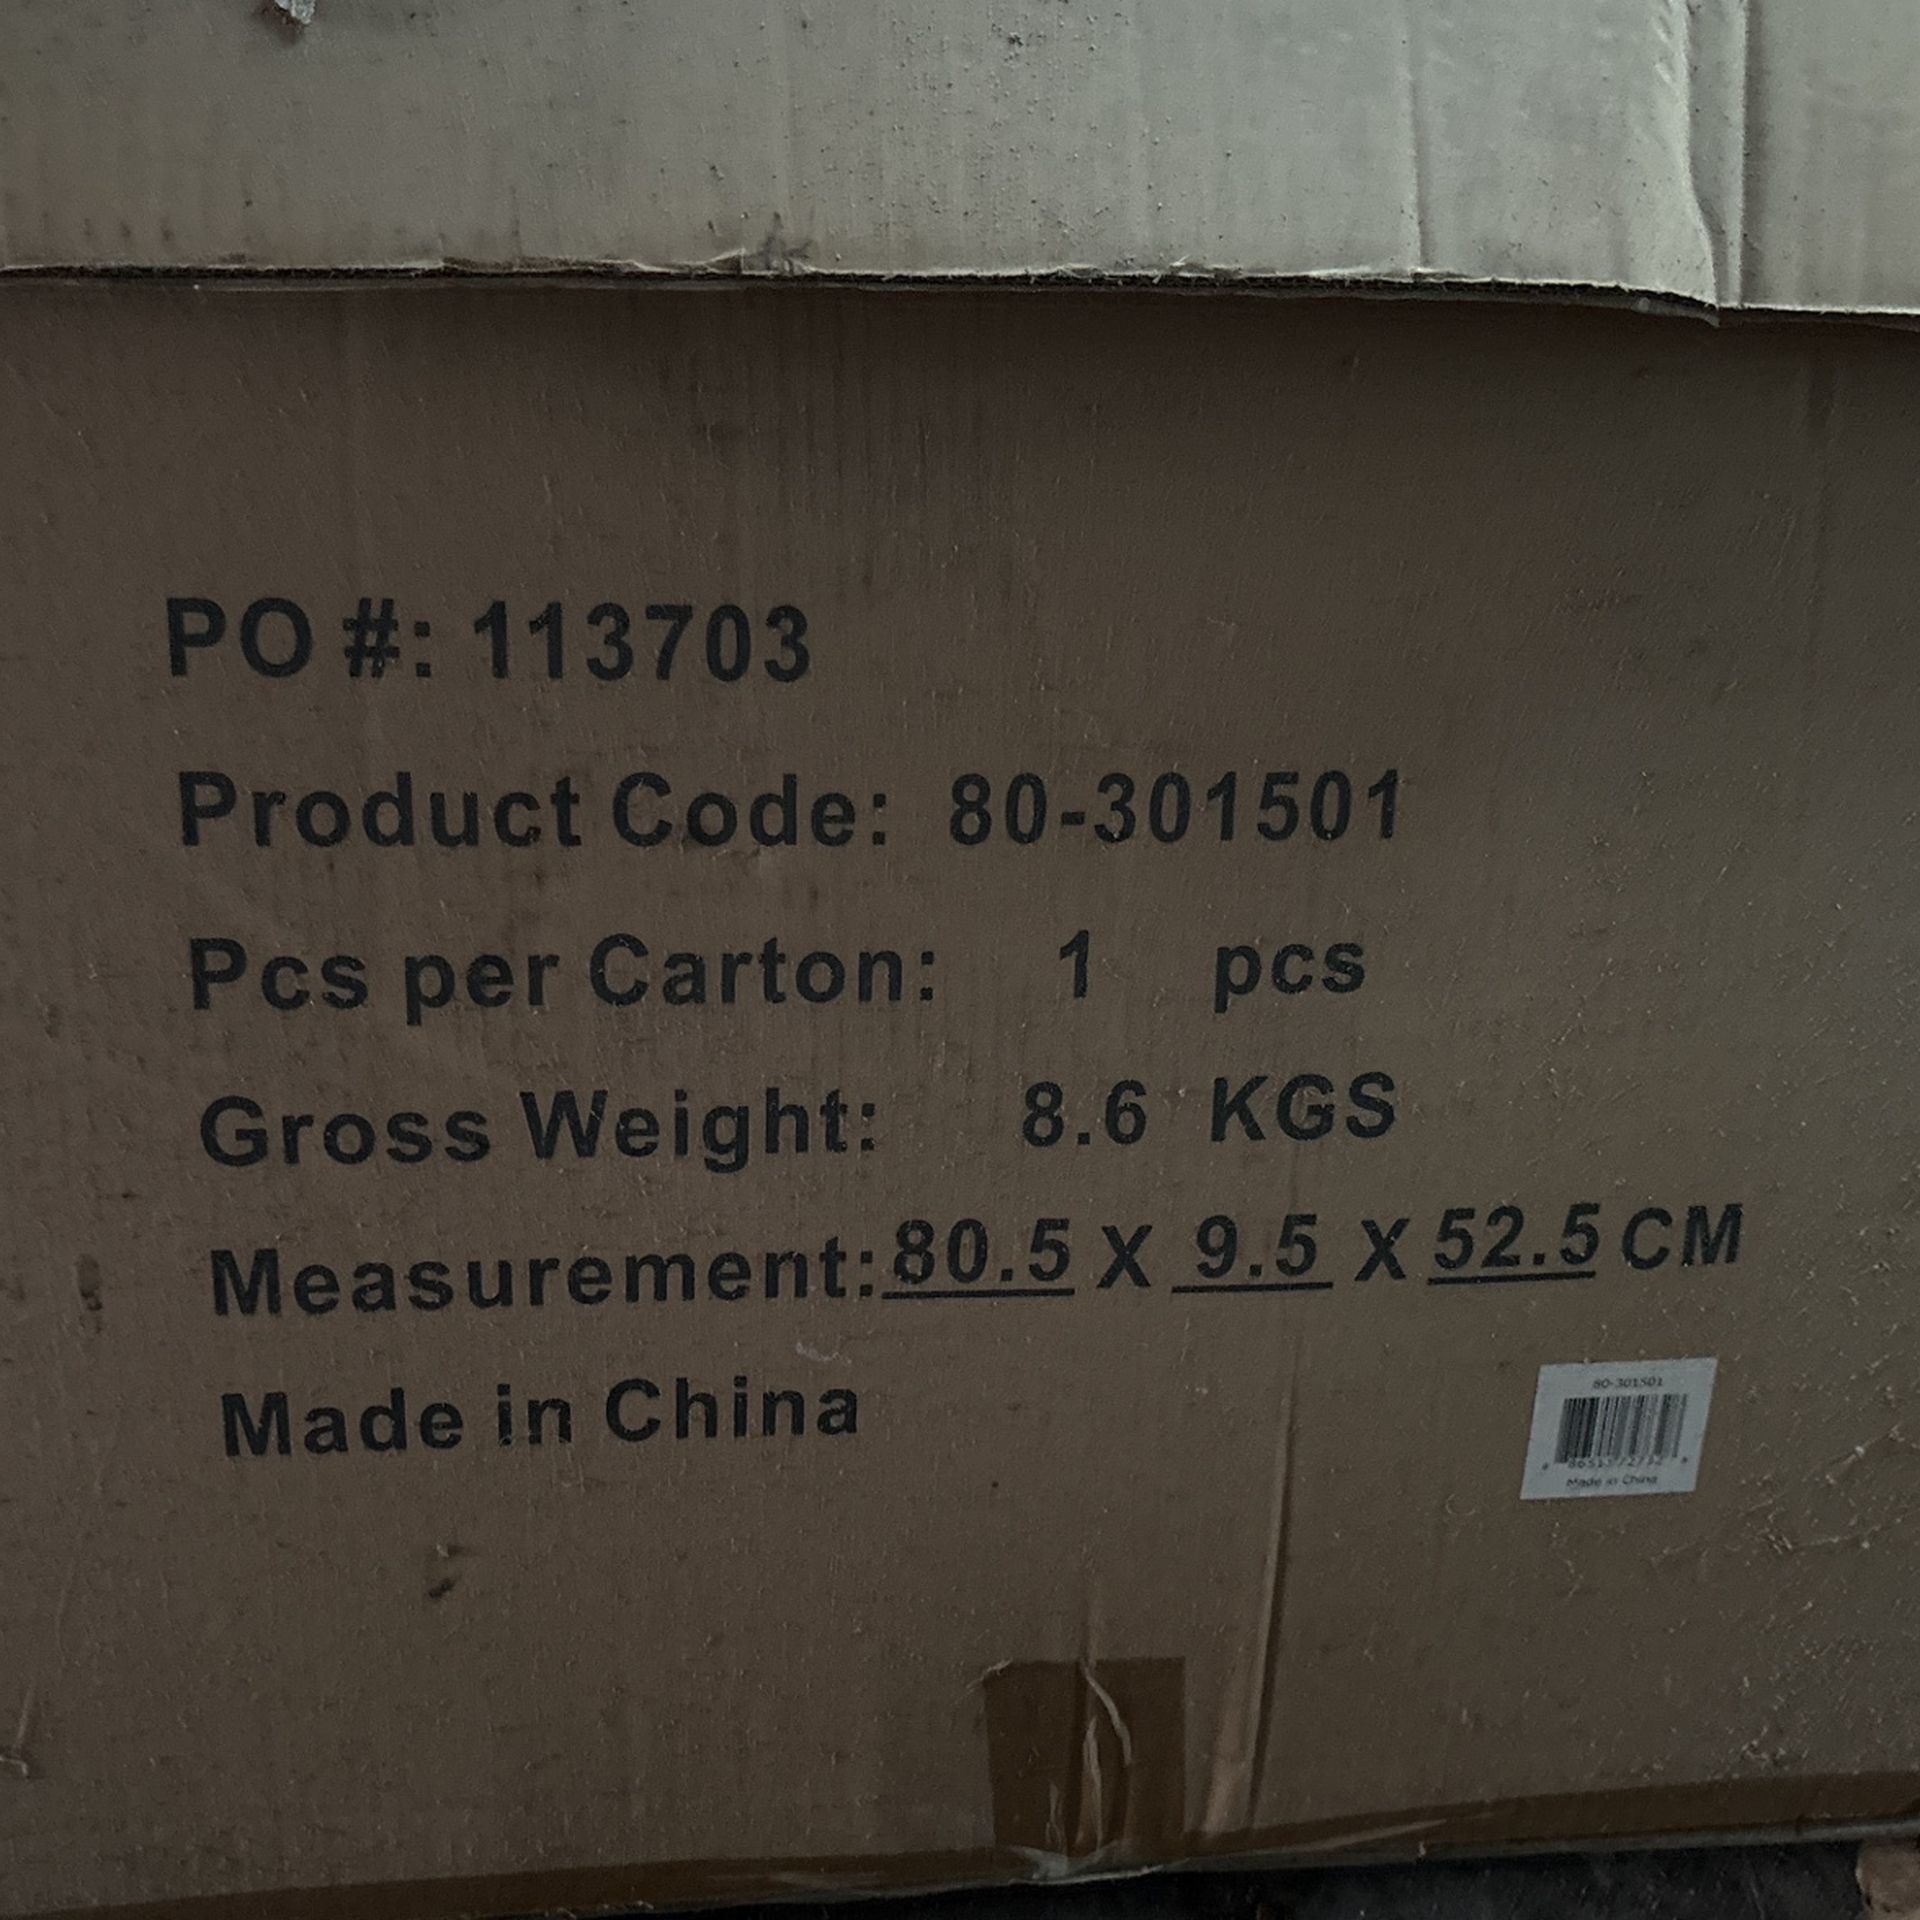 PO #: 113703
Product Code: 80-301501
Pcs per Carton: 1 pcs
Gross Weight: 8.6 KGS
Measurement: 80.5 X 9.5 X 52.5 CM
Made in China
80-301501
Made in China